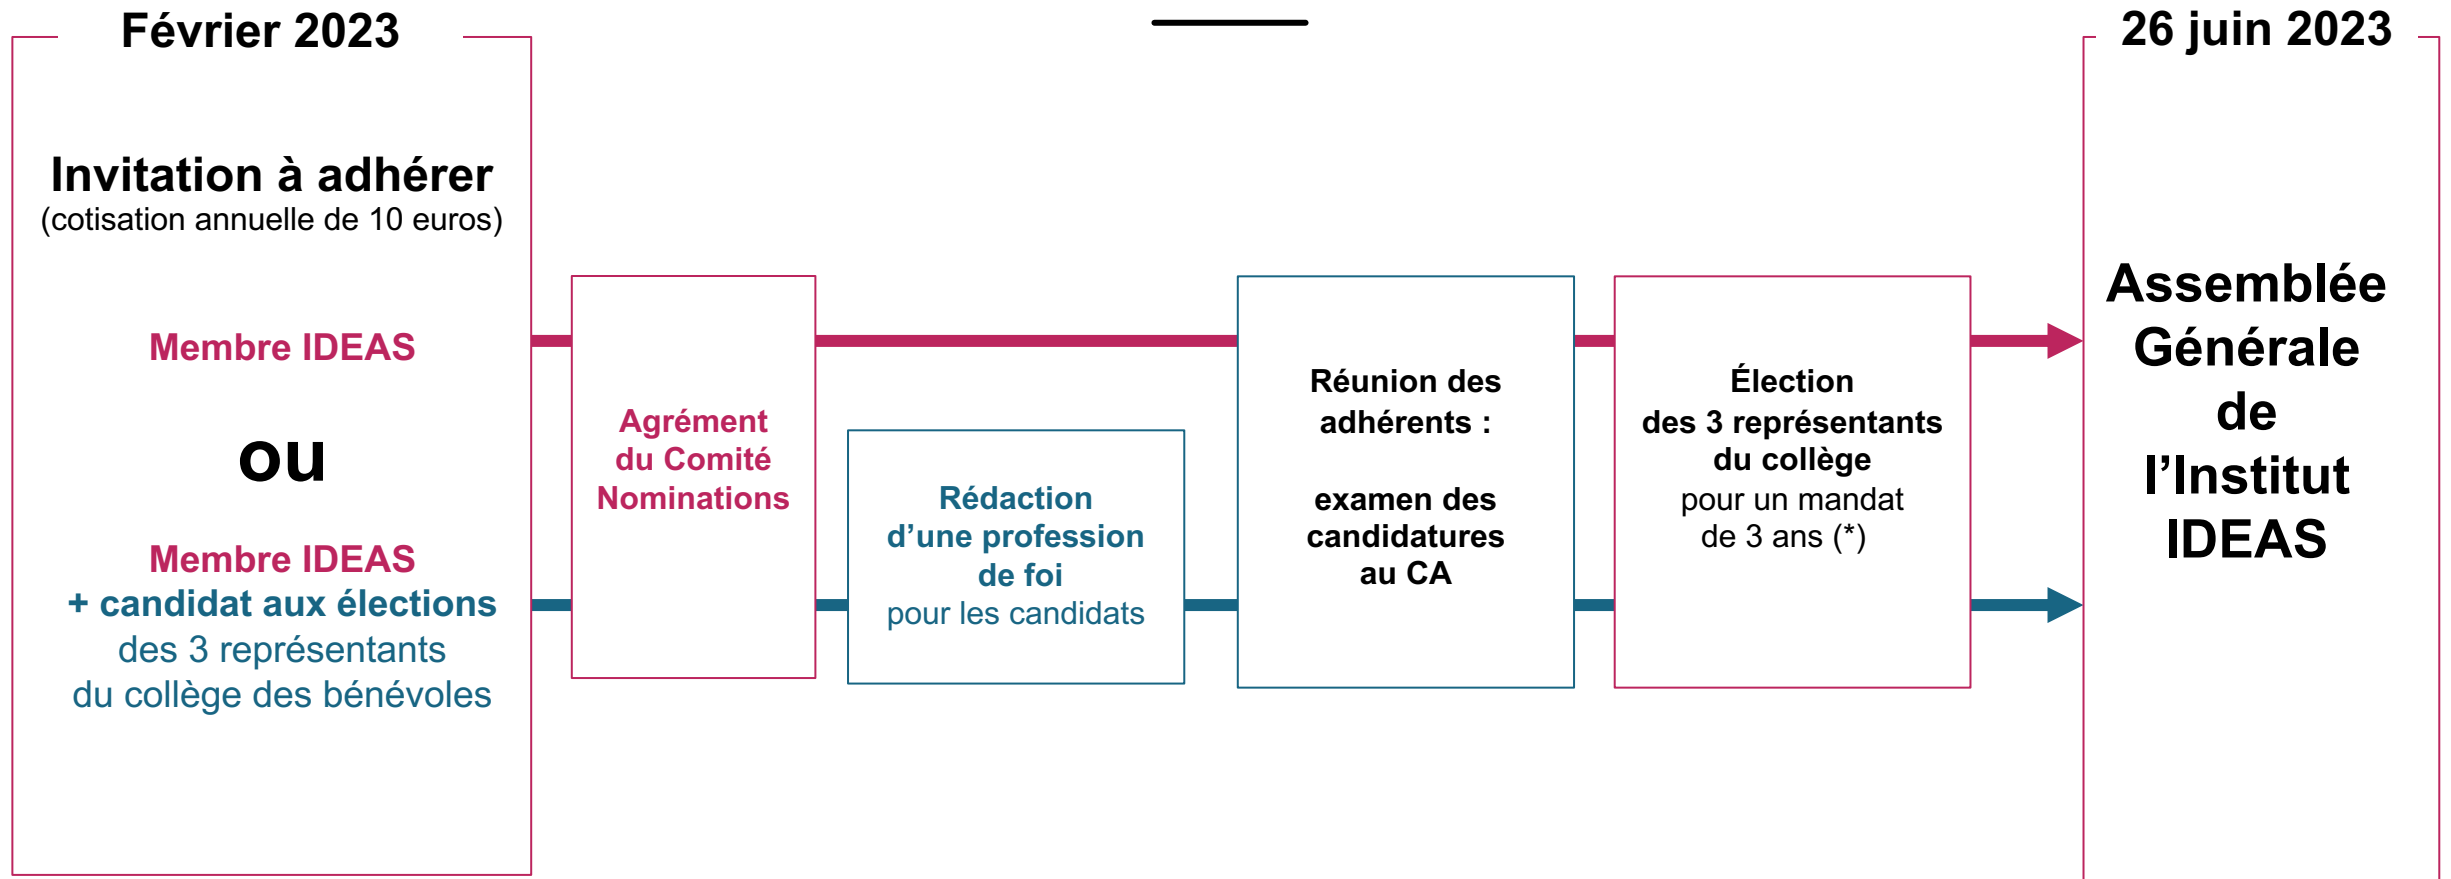 Février 2023
Invitation à adhérer
(cotisation annuelle de 10 euros)
Membre IDEAS
ou
Membre IDEAS
+ candidat aux élections
des 3 représentants
du collège des bénévoles
Agrément
du Comité
Nominations
Rédaction
d’une profession
de foi
pour les candidats
Réunion des
adhérents :
examen des
candidatures
au CA
Élection
des 3 représentants
du collège
pour un mandat
de 3 ans (*)
26 juin 2023
Assemblée
Générale
de
l’Institut
IDEAS